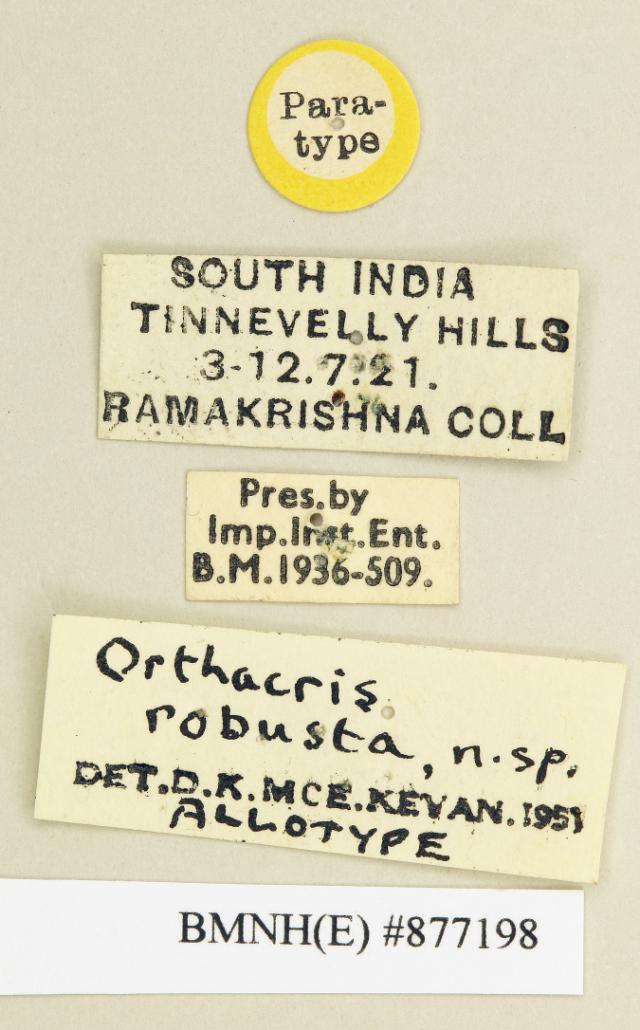 Para-
type
SOUTH INDIA
TINNEVELLY HILLS
3-12.7.21.
RAMAKRISHNA COLL
Pres.by
Imp.Inst.Ent.
B.M.1936-509.
Orthacris
robusta, n.sp.
DET.D.K.MCE.KEVAN.1951
ALLOTYPE
BMNH(E) #877198